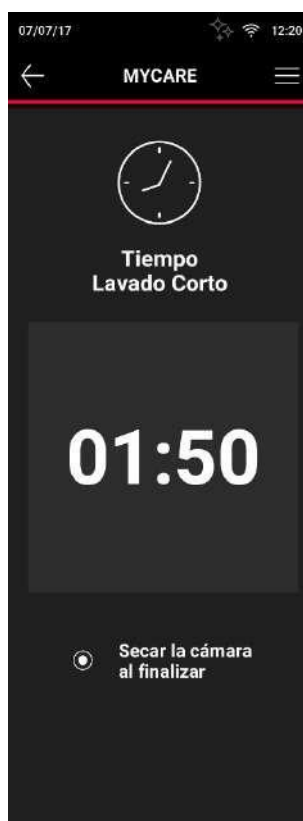 07/07/17 12:20
MYCARE
Tiempo
Lavado Corto
01:50
Secar la cámara
al finalizar